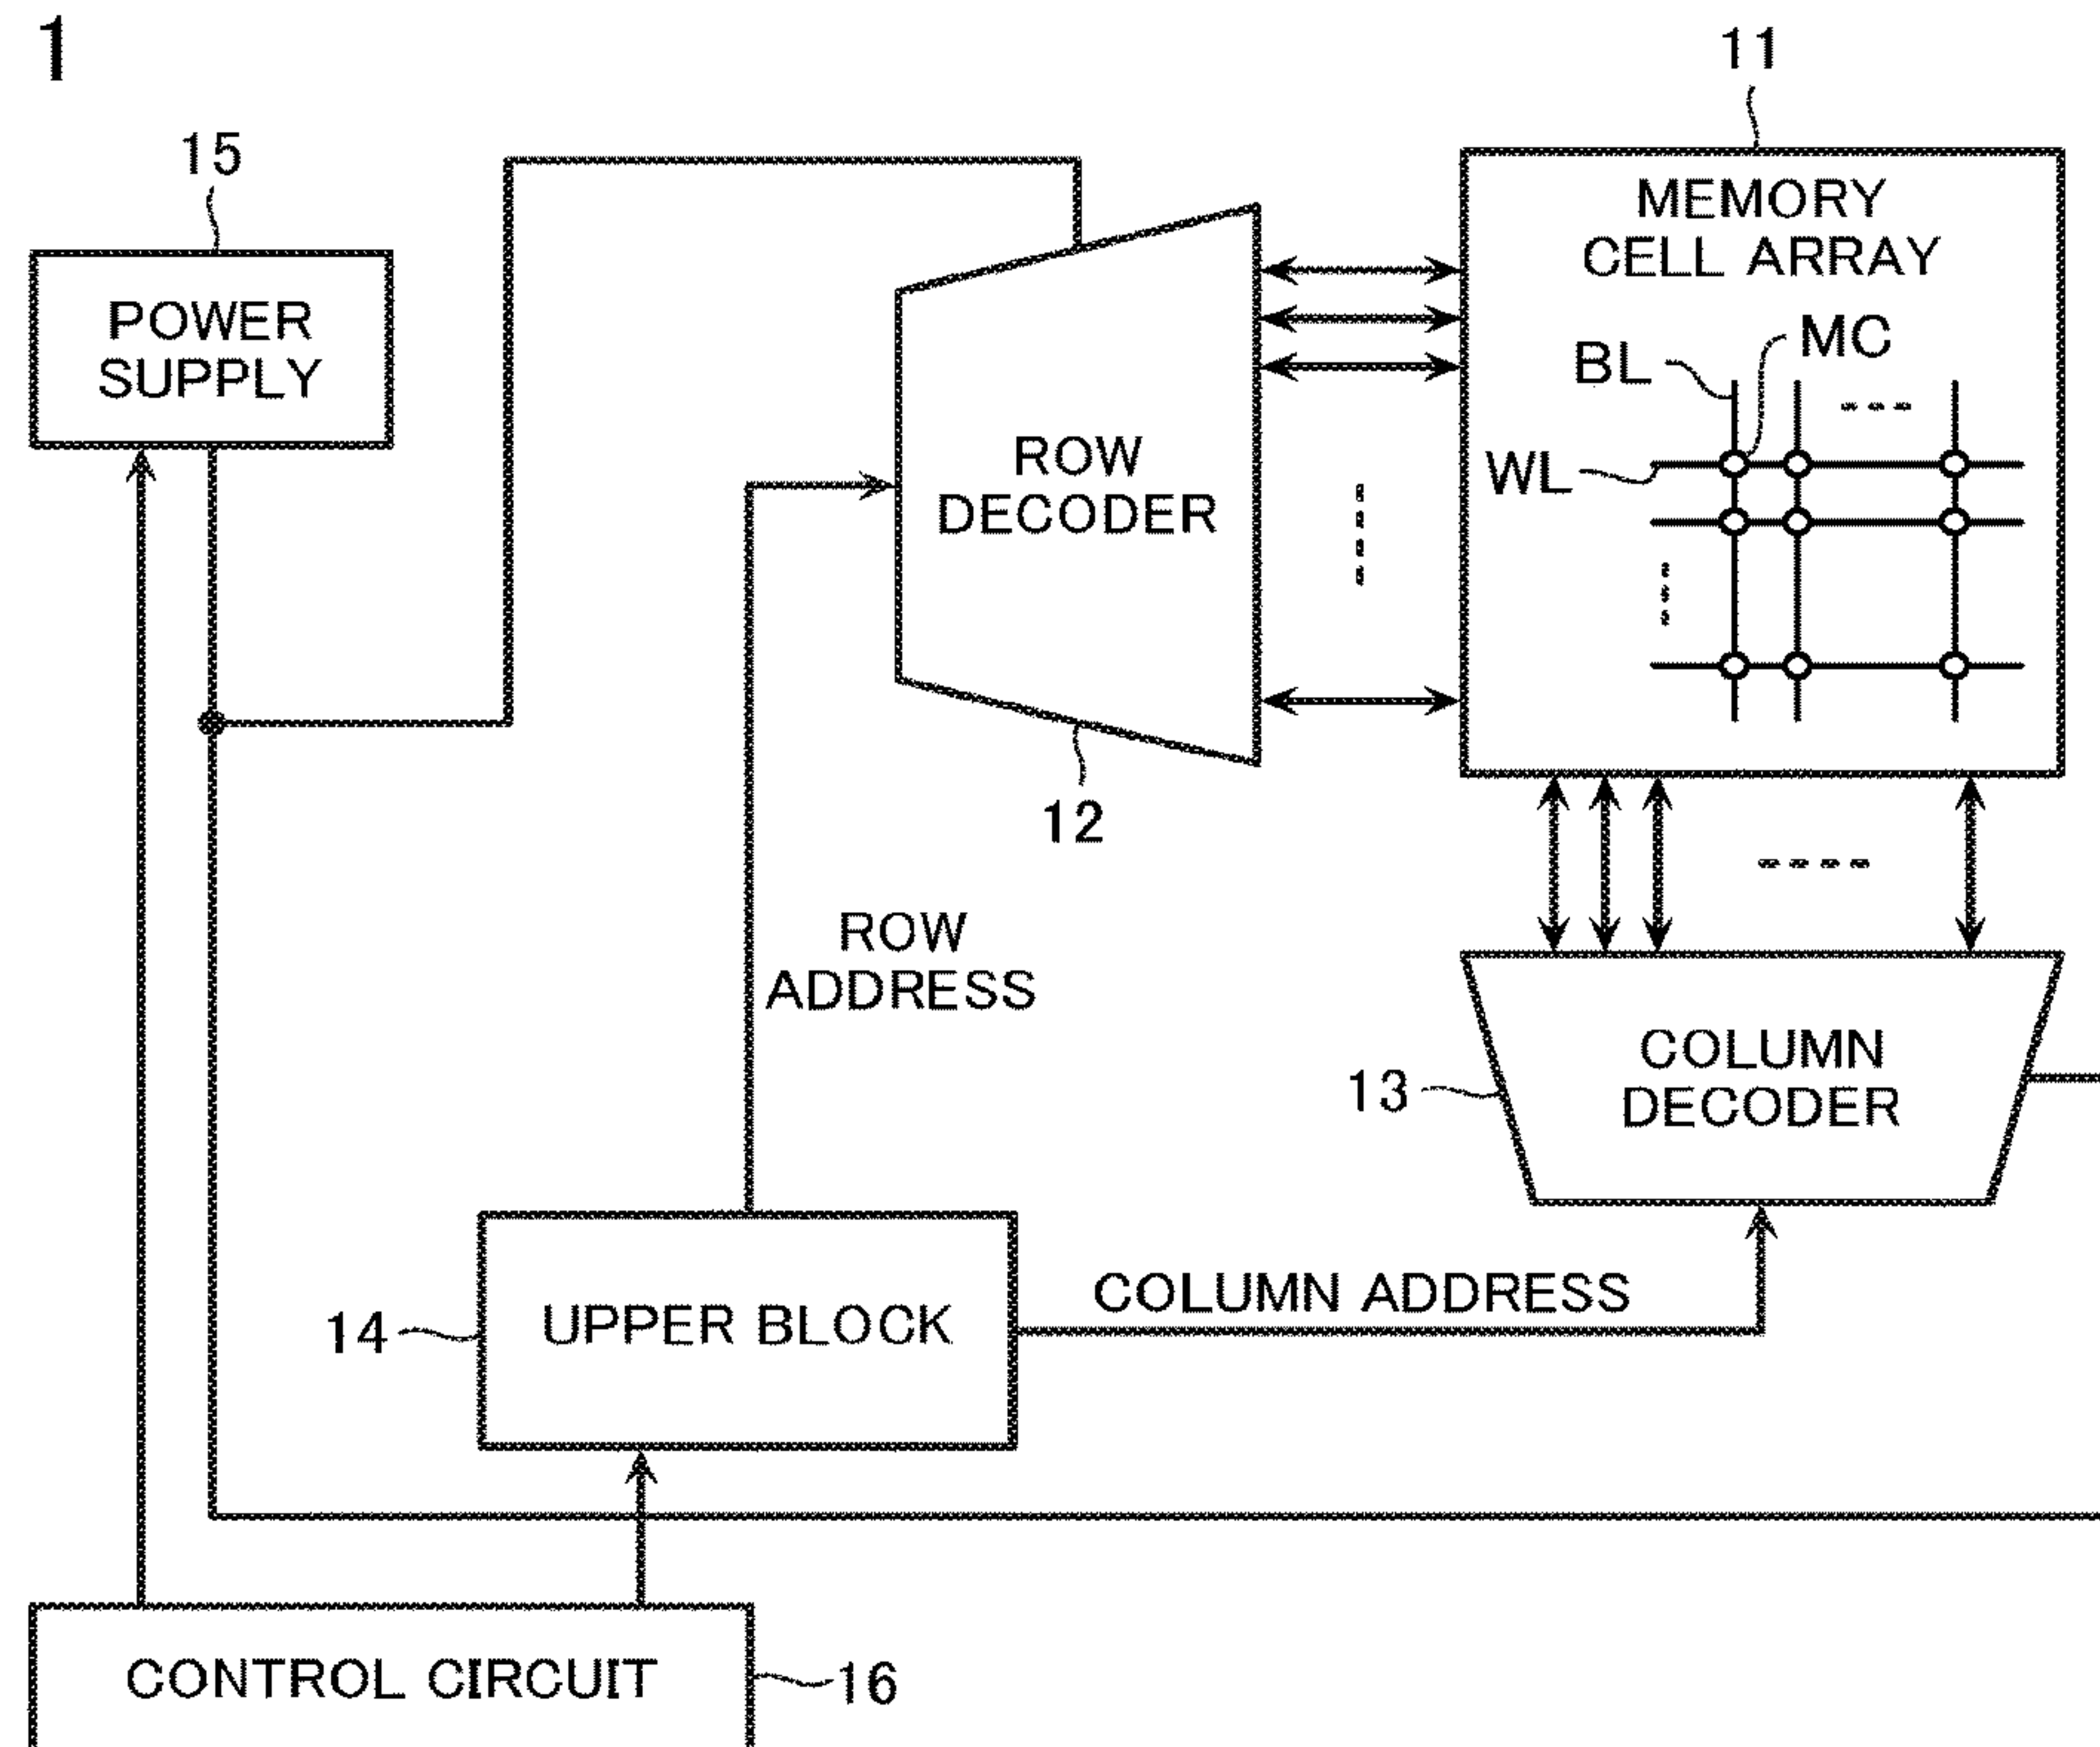 1
11
15
MEMORY
CELL ARRAY
POWER
SUPPLY
MC
BL
WL
ROW
DECODER
12
ROW
ADDRESS
COLUMN
DECODER
13
COLUMN ADDRESS
14
UPPER BLOCK
CONTROL CIRCUIT
16